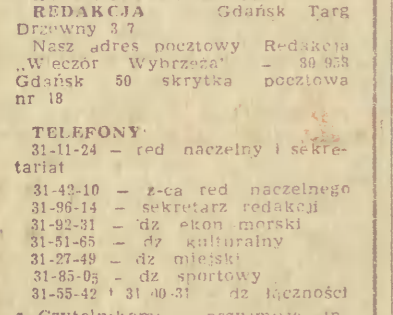 REDAKCJA Gdańsk Targ
Drzewny 3 7
Nasz adres pocztowy Redakcja
„Wieczór Wybrzeża" – 80 958
Gdańsk 50 skrytka pocztowa
nr 18
TELEFONY
31-11-24 – red naczelny i sekre-
tariat
31-42-10 – z-ca red naczelnego
31-96-14 – sekretarz redakcji
31-92-31 – dz ekon morski
31-51-65 – dz kulturalny
31-27-49 – dz miejski
31-85-05 – dz sportowy
31-55-42 i 31 40-31 – dz łączności